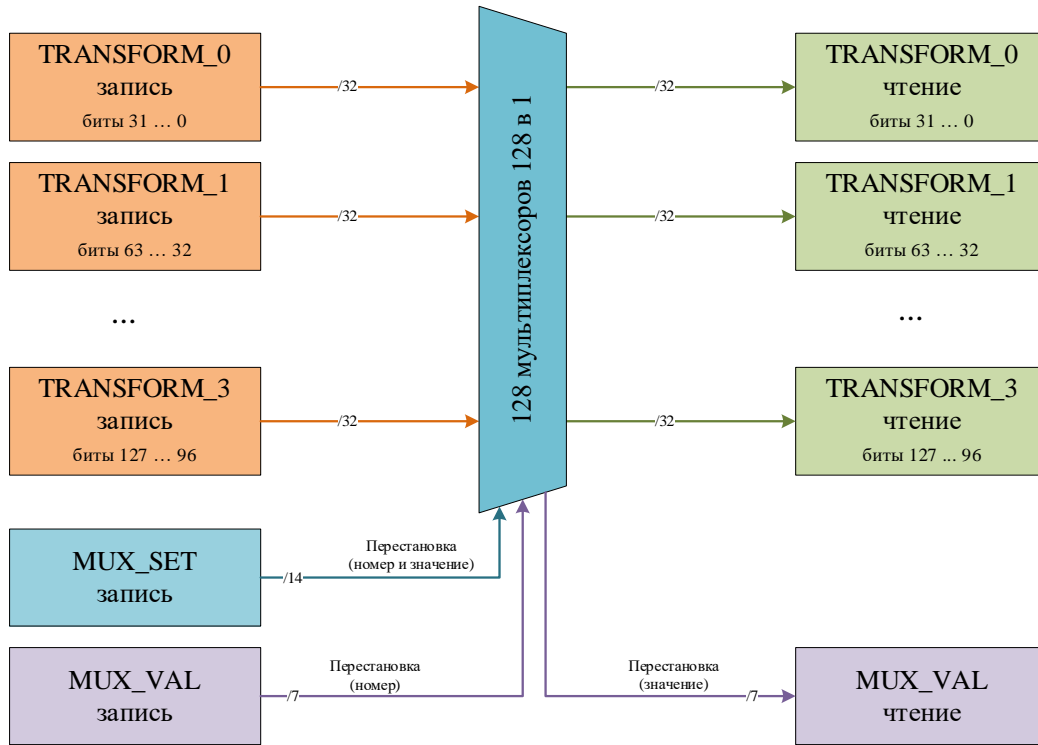 TRANSFORM_0
запись
биты 31 … 0
/32
/32
TRANSFORM_0
чтение
биты 31 … 0
TRANSFORM_1
запись
биты 63 … 32
/32
/32
TRANSFORM_1
чтение
биты 63 … 32
...
...
128 мультиплексоров 128 в 1
TRANSFORM_3
запись
биты 127 … 96
/32
/32
TRANSFORM_3
чтение
биты 127 ... 96
MUX_SET
запись
/14
Перестановка
(номер и значение)
MUX_VAL
запись
/7
Перестановка
(номер)
Перестановка
(значение)
/7
MUX_VAL
чтение